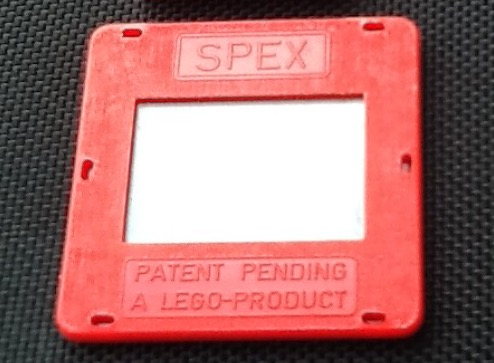 SPEX
PATENT PENDING
A LEGO-PRODUCT